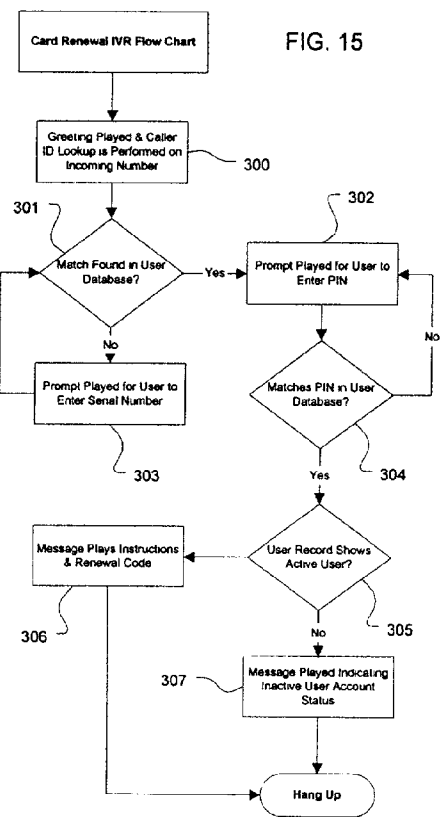 Card Renewal IVR Flow Chart
FIG. 15
Greeting Played & Caller
ID Lookup is Performed on
Incoming Number
300
301
302
Match Found in User
Database?
Yes
Prompt Played for User to
Enter PIN
No
No
Prompt Played for User to
Enter Serial Number
303
Matches PIN in User
Database?
304
Yes
Message Plays Instructions
& Renewal Code
306
User Record Shows
Active User?
305
No
307
Message Played Indicating
Inactive User Account
Status
Hang Up